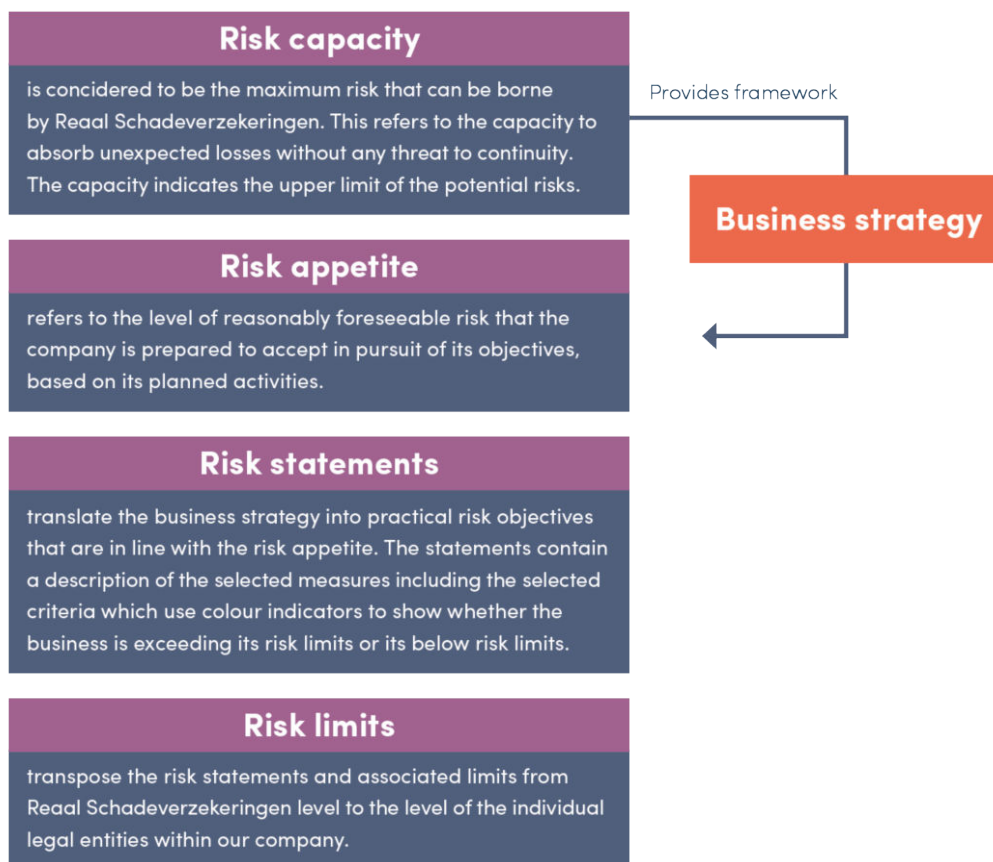 Risk capacity
is concidered to be the maximum risk that can be borne
by Reaal Schadeverzekeringen. This refers to the capacity to
absorb unexpected losses without any threat to continuity.
The capacity indicates the upper limit of the potential risks.
Provides framework
Business strategy
Risk appetite
refers to the level of reasonably foreseeable risk that the
company is prepared to accept in pursuit of its objectives,
based on its planned activities.
Risk statements
translate the business strategy into practical risk objectives
that are in line with the risk appetite. The statements contain
a description of the selected measures including the selected
criteria which use colour indicators to show whether the
business is exceeding its risk limits or its below risk limits.
Risk limits
transpose the risk statements and associated limits from
Reaal Schadeverzekeringen level to the level of the individual
legal entities within our company.